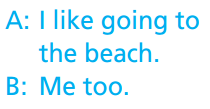 A: I like going to
the beach.
B: Me too.